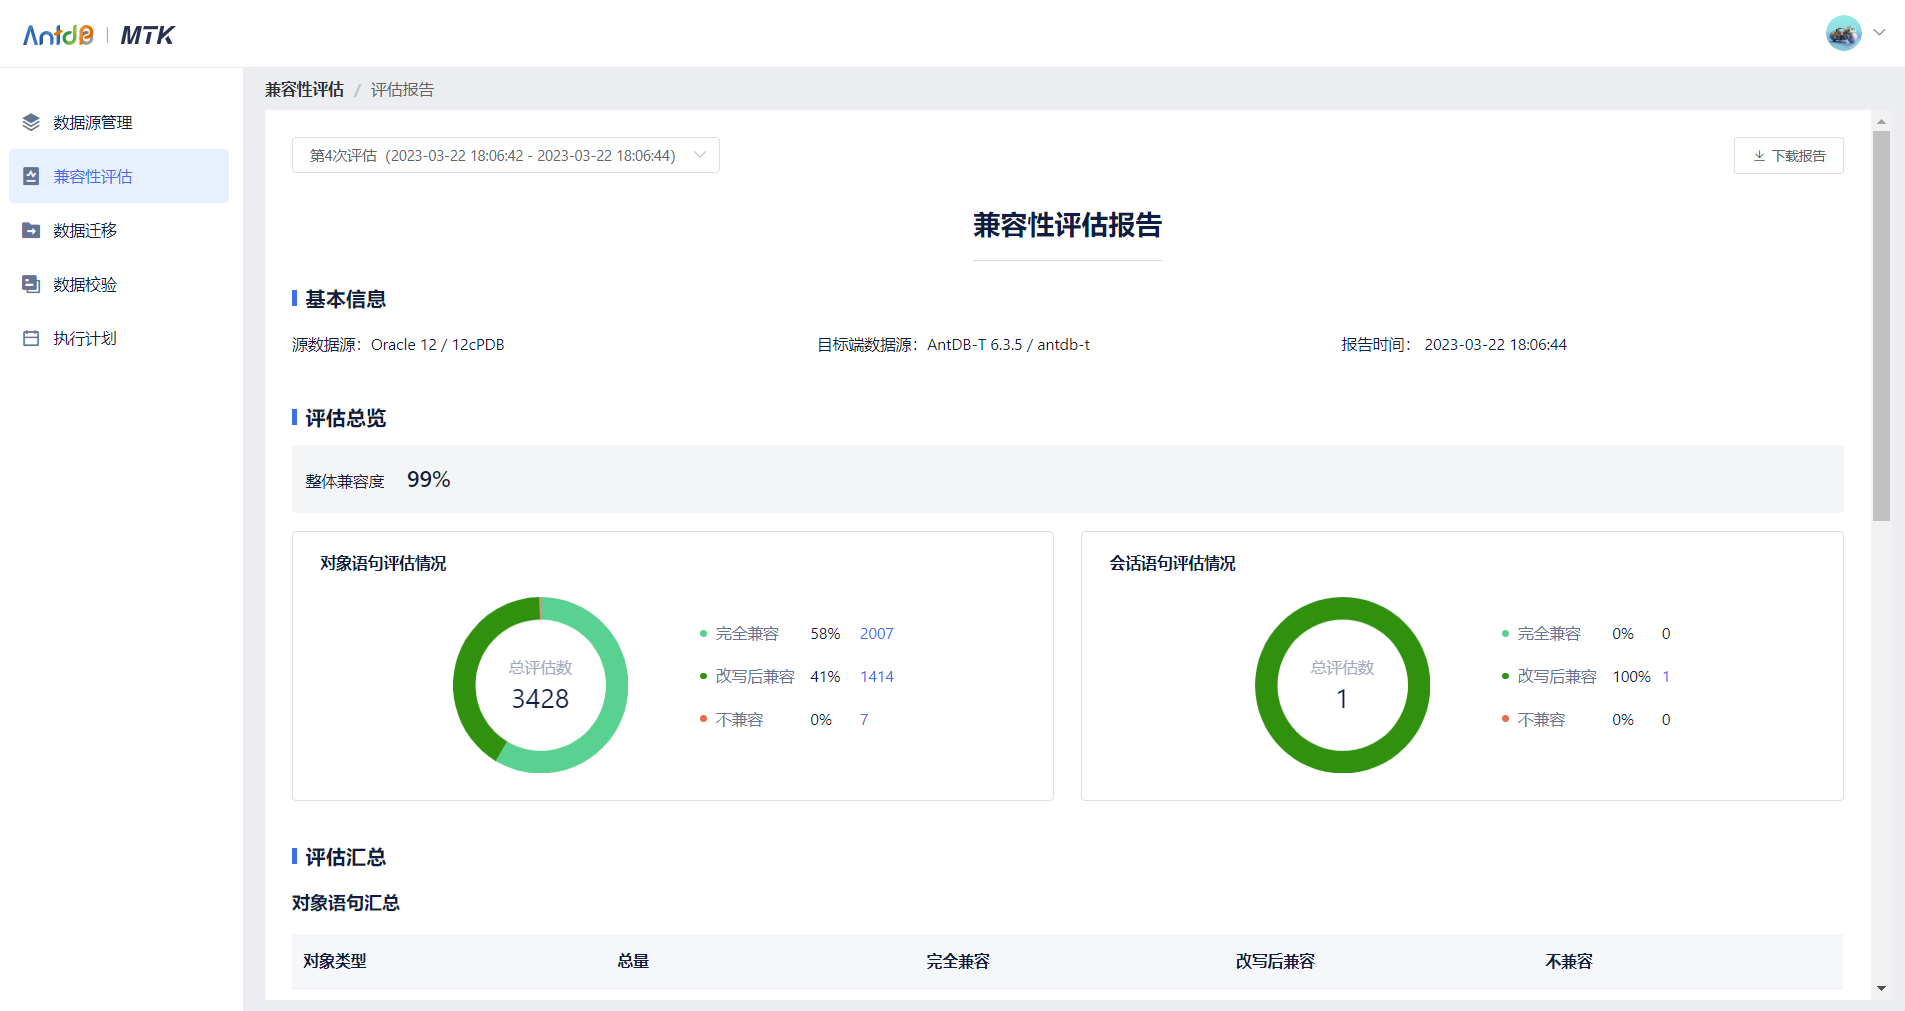 AntdB | MTK
数据源管理
兼容性评估
数据迁移
数据校验
执行计划
兼容性评估 / 评估报告
第4次评估 (2023-03-22 18:06:42 - 2023-03-22 18:06:44)
下载报告
兼容性评估报告
基本信息
源数据源: Oracle 12 / 12cPDB
目标端数据源: AntDB-T 6.3.5 / antdb-t
报告时间: 2023-03-22 18:06:44
评估总览
整体兼容度 99%
对象语句评估情况
总评估数
3428
完全兼容 58% 2007
改写后兼容 41% 1414
不兼容 0% 7
会话语句评估情况
总评估数
1
完全兼容 0% 0
改写后兼容 100% 1
不兼容 0% 0
评估汇总
对象语句汇总
对象类型 总量 完全兼容 改写后兼容 不兼容